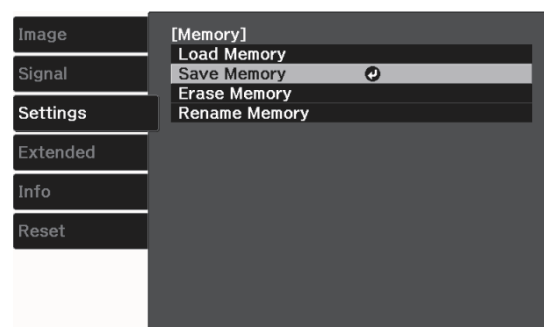 Image
Signal
Settings
Extended
Info
Reset
[Memory]
Load Memory
Save Memory
Erase Memory
Rename Memory